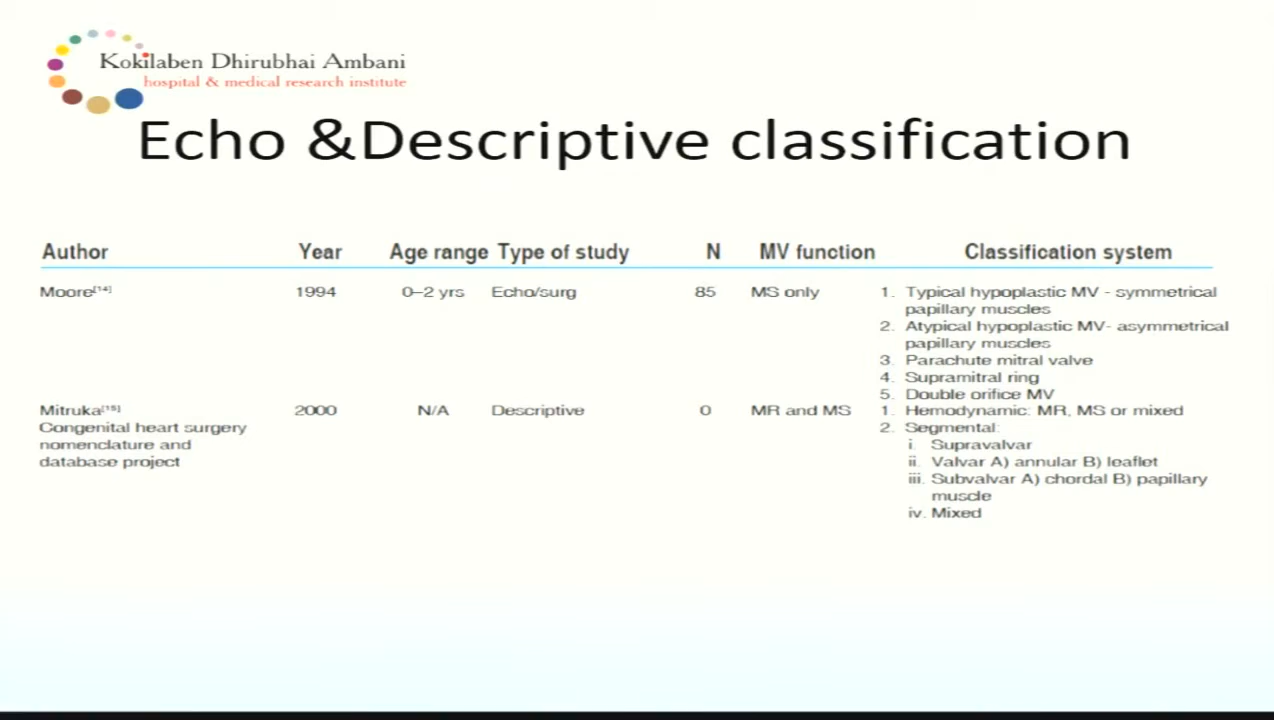 Kokilaben Dhirubhai Ambani
hospital & medical research institute
Echo &Descriptive classification
Author Year Age range Type of study N MV function Classification system
Moore[14] 1994 0–2 yrs Echo/surg 85 MS only 1. Typical hypoplastic MV - symmetrical
papillary muscles
2. Atypical hypoplastic MV- asymmetrical
papillary muscles
3. Parachute mitral valve
4. Supramitral ring
5. Double orifice MV
Mitruka[15] 2000 N/A Descriptive 0 MR and MS 1. Hemodynamic: MR, MS or mixed
Congenital heart surgery 2. Segmental:
nomenclature and i. Supravalvar
database project ii. Valvar A) annular B) leaflet
iii. Subvalvar A) chordal B) papillary
muscle
iv. Mixed